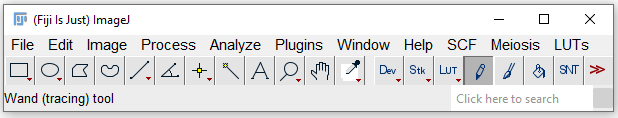 (Fiji Is Just) ImageJ
File Edit Image Process Analyze Plugins Window Help SCF Meiosis LUTs
A Dev Stk LUT SNT >>
Wand (tracing) tool Click here to search